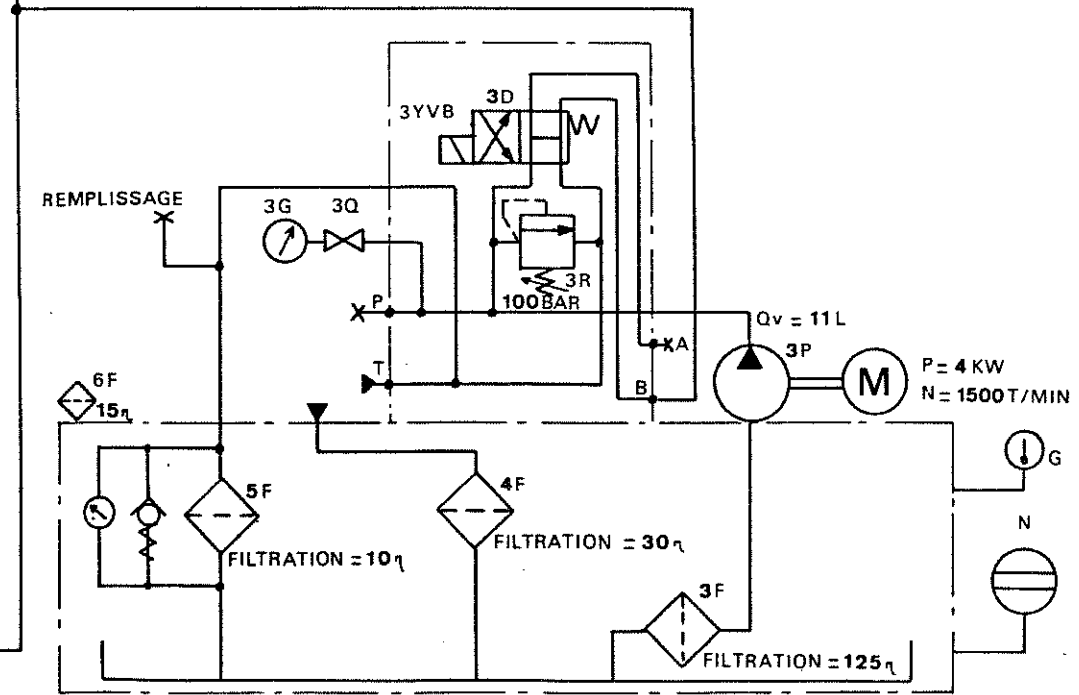 3D
3YVB
REMPLISSAGE
3G
3Q
3R
P
100BAR
Qv = 11 L
A
3P
T
M
P = 4 KW
N = 1500 T/MIN
B
6F
15η
G
5F
4F
N
FILTRATION = 10η
FILTRATION = 30η
3F
FILTRATION = 125η